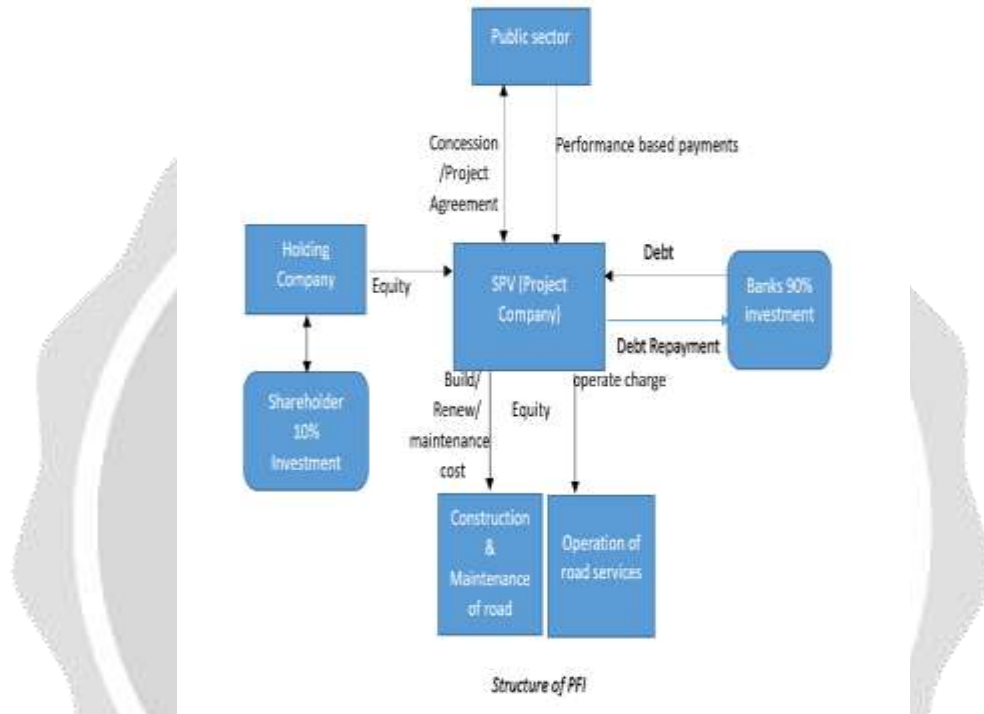 Public sector
Concession
/Project
Agreement
Performance based payments
Holding
Company
Equity
SPV (Project
Company)
Debt
Banks 90%
investment
Debt Repayment
Shareholder
10%
Investment
Build/
Renew/
maintenance
cost
Equity
operate charge
Construction
&
Maintenance
of road
Operation of
road services
Structure of PFI